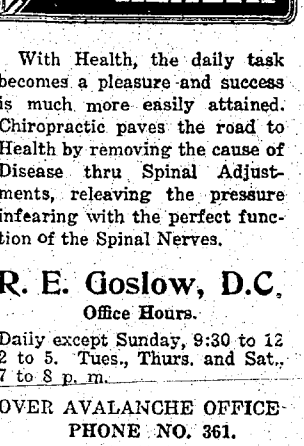 With Health, the daily task
becomes a pleasure and success
is much more easily attained.
Chiropractic paves the road to
Health by removing the cause of
Disease thru Spinal Adjust-
ments, releaving the pressure
infearing with the perfect func-
tion of the Spinal Nerves.
R. E. Goslow, D.C.
Office Hours.
Daily except Sunday, 9:30 to 12
2 to 5. Tues., Thurs. and Sat.,
7 to 8 p. m.
OVER AVALANCHE OFFICE
PHONE NO. 361.